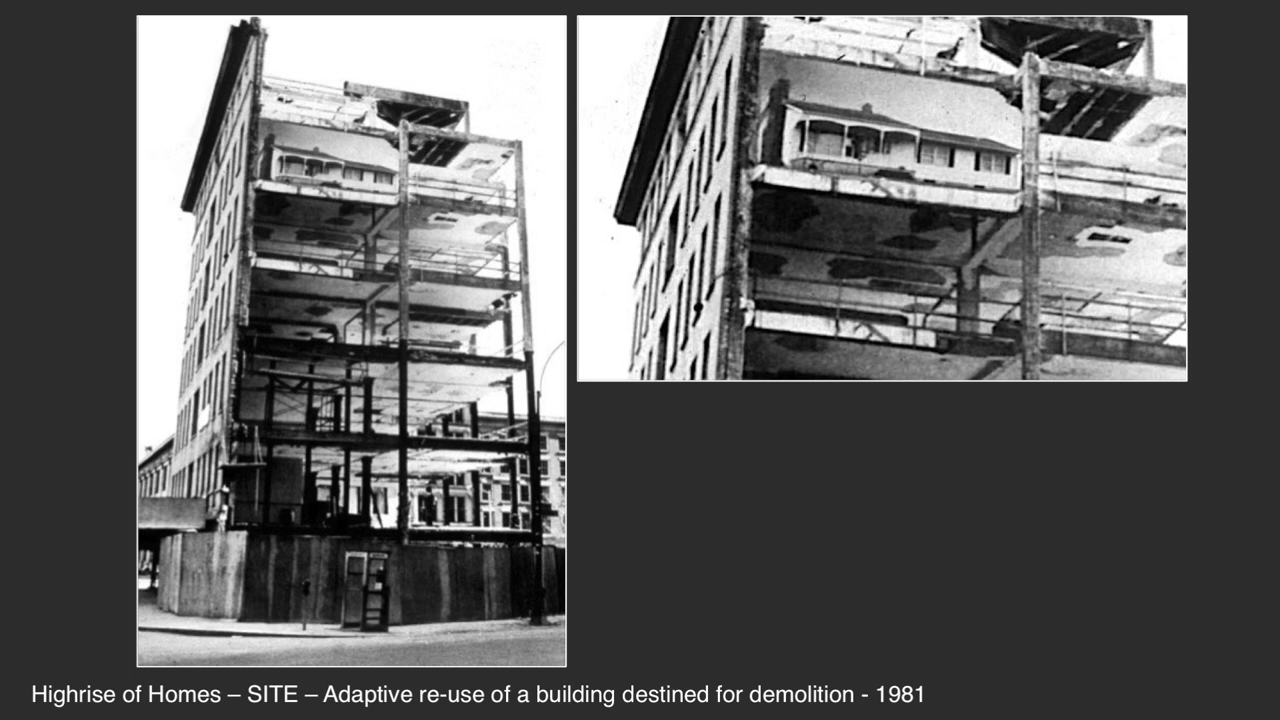 Highrise of Homes – SITE – Adaptive re-use of a building destined for demolition - 1981